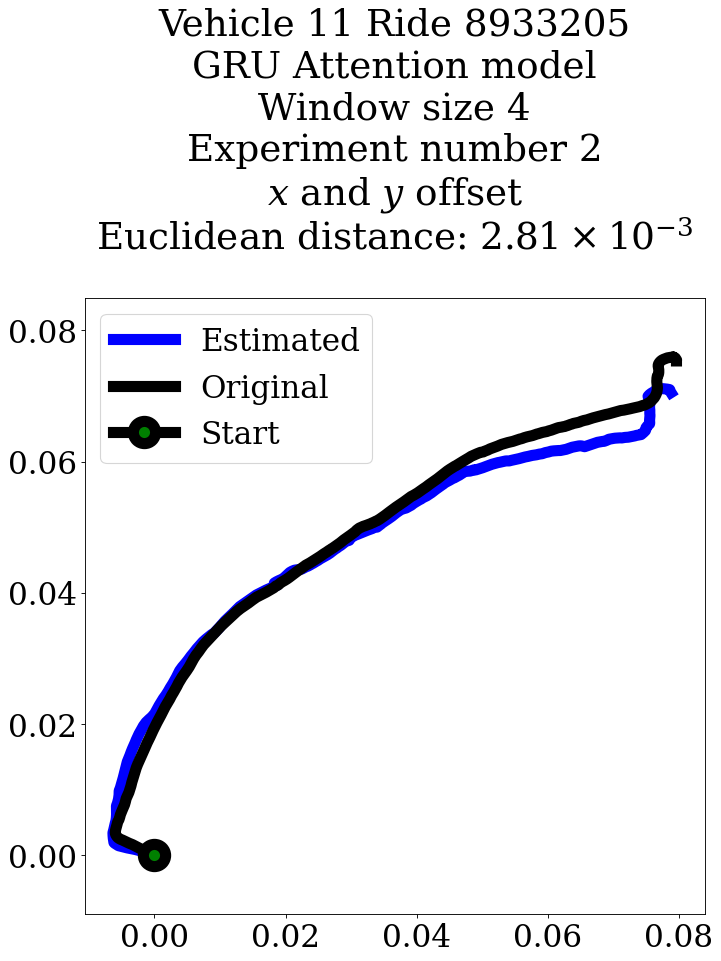 Vehicle 11 Ride 8933205
GRU Attention model
Window size 4
Experiment number 2
x and y offset
Euclidean distance: 2.81 × 10⁻³
Estimated
Original
Start
0.08
0.06
0.04
0.02
0.00
0.00 0.02 0.04 0.06 0.08